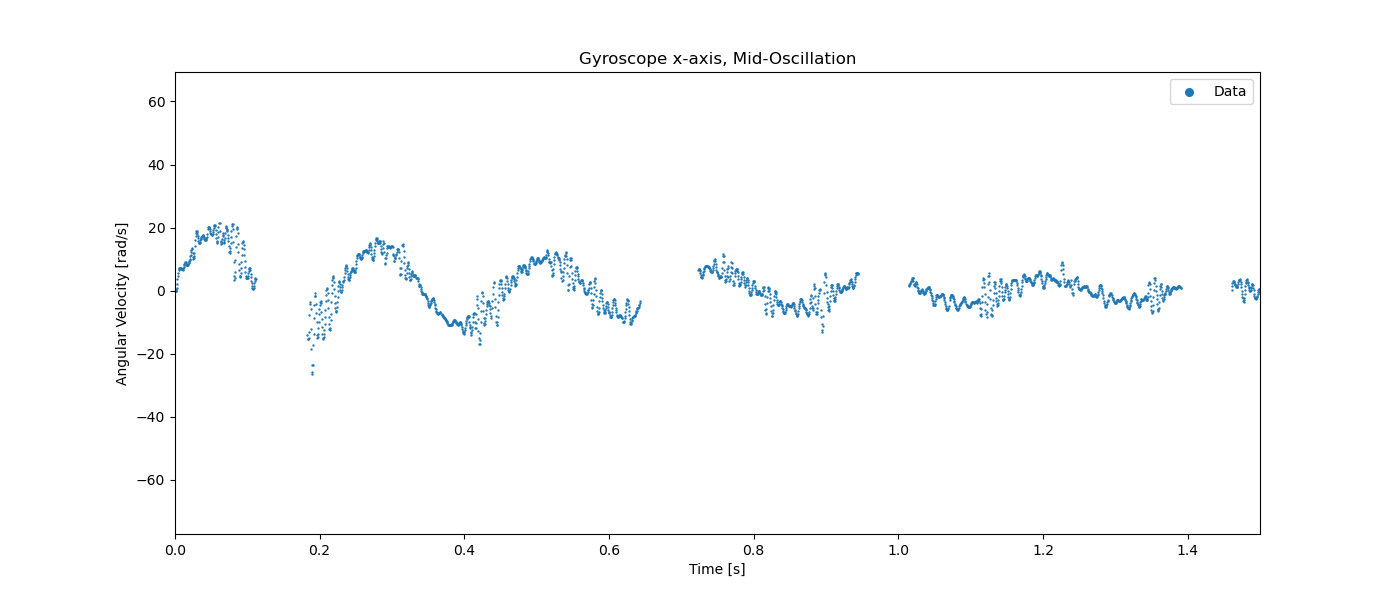 Gyroscope x-axis, Mid-Oscillation
Data
Angular Velocity [rad/s]
60
40
20
0
−20
−40
−60
0.0 0.2 0.4 0.6 0.8 1.0 1.2 1.4
Time [s]